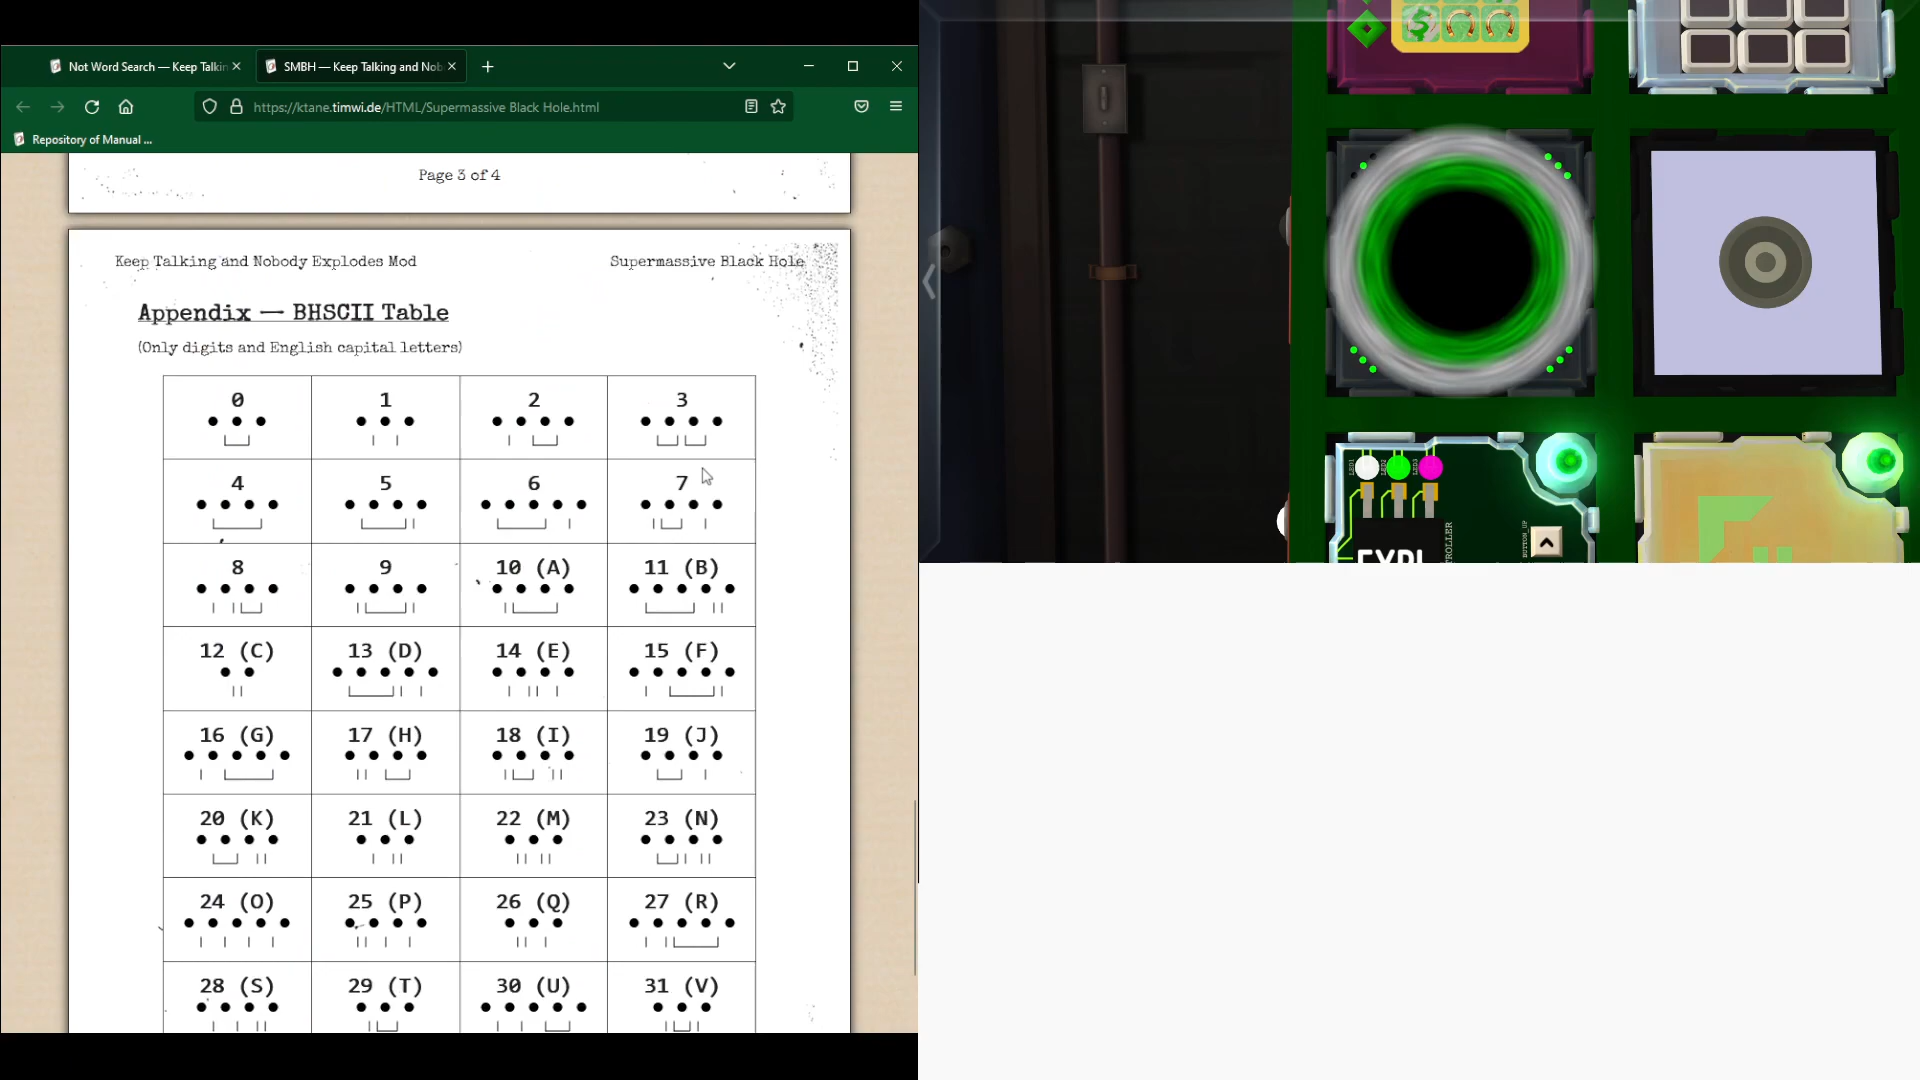 Not Word Search — Keep Talkin
SMBH — Keep Talking and Nob
https://ktane.timwi.de/HTML/Supermassive Black Hole.html
Repository of Manual ...
Page 3 of 4
Keep Talking and Nobody Explodes Mod
Supermassive Black Hole
Appendix — BHSCII Table
(Only digits and English capital letters)
0 1 2 3
4 5 6 7
8 9 10 (A) 11 (B)
12 (C) 13 (D) 14 (E) 15 (F)
16 (G) 17 (H) 18 (I) 19 (J)
20 (K) 21 (L) 22 (M) 23 (N)
24 (O) 25 (P) 26 (Q) 27 (R)
28 (S) 29 (T) 30 (U) 31 (V)
$
LED1 LED2 LED3